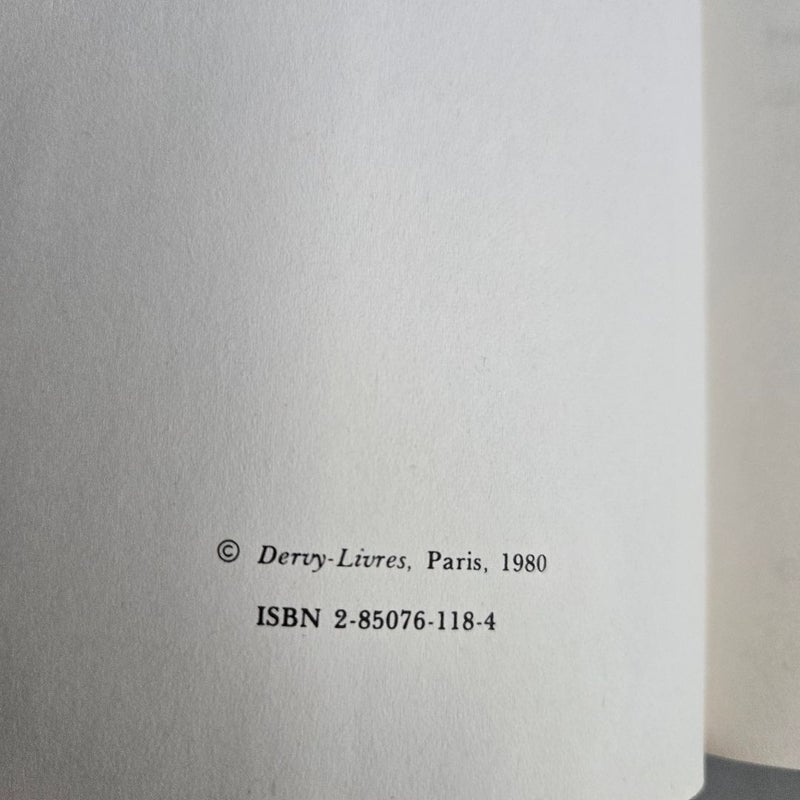 © Dervy-Livres, Paris, 1980
ISBN 2-85076-118-4